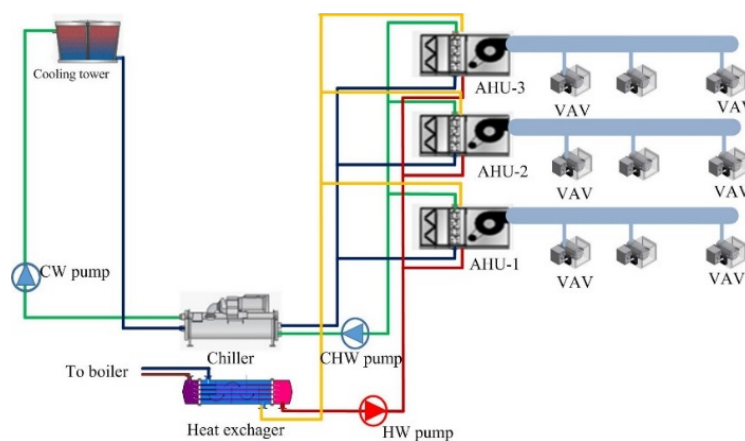 Cooling tower
AHU-3
VAV
VAV
AHU-2
VAV
VAV
AHU-1
VAV
VAV
CW pump
Chiller
CHW pump
To boiler
Heat exchager
HW pump